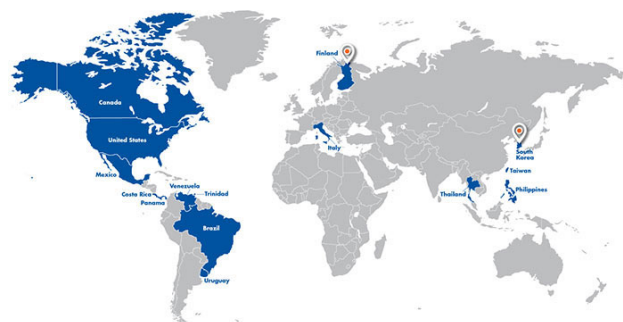 Finland
Canada
United States
Italy
South
Korea
Mexico
Taiwan
Venezuela
Costa Rica
Trinidad
Thailand
Philippines
Panama
Brazil
Uruguay